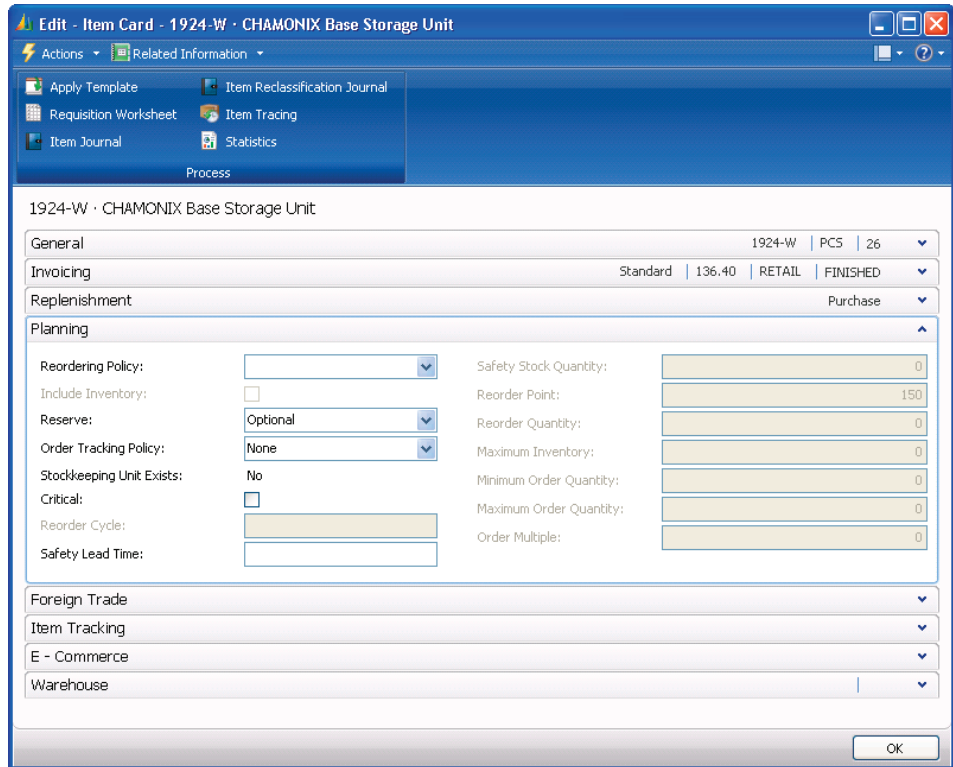 Edit - Item Card - 1924-W · CHAMONIX Base Storage Unit
Actions Related Information
Apply Template Item Reclassification Journal
Requisition Worksheet Item Tracing
Item Journal Statistics
Process
1924-W · CHAMONIX Base Storage Unit
General 1924-W PCS 26
Invoicing Standard 136.40 RETAIL FINISHED
Replenishment Purchase
Planning
Reordering Policy: Safety Stock Quantity: 0
Include Inventory: Reorder Point: 150
Reserve: Optional Reorder Quantity: 0
Order Tracking Policy: None Maximum Inventory: 0
Stockkeeping Unit Exists: No Minimum Order Quantity: 0
Critical: Maximum Order Quantity: 0
Reorder Cycle: Order Multiple: 0
Safety Lead Time:
Foreign Trade
Item Tracking
E - Commerce
Warehouse
OK